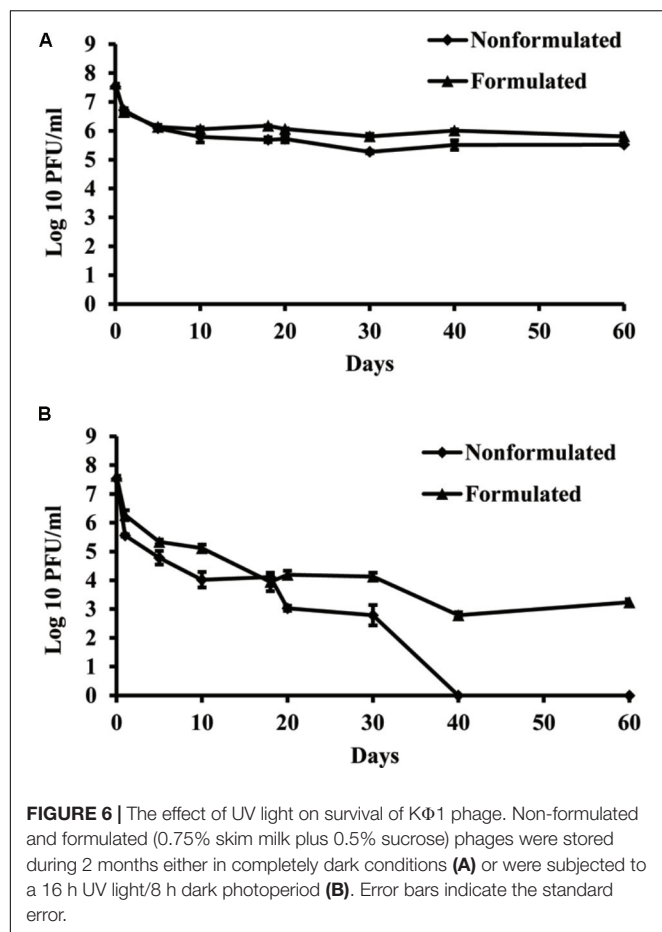 A
9
8
7
6
5
4
3
2
1
0
Log 10 PFU/ml
Nonformulated
Formulated
0 10 20 30 40 50 60
Days
B
9
8
7
6
5
4
3
2
1
0
Log 10 PFU/ml
Nonformulated
Formulated
0 10 20 30 40 50 60
Days
FIGURE 6 | The effect of UV light on survival of KΦ1 phage. Non-formulated
and formulated (0.75% skim milk plus 0.5% sucrose) phages were stored
during 2 months either in completely dark conditions (A) or were subjected to
a 16 h UV light/8 h dark photoperiod (B). Error bars indicate the standard
error.